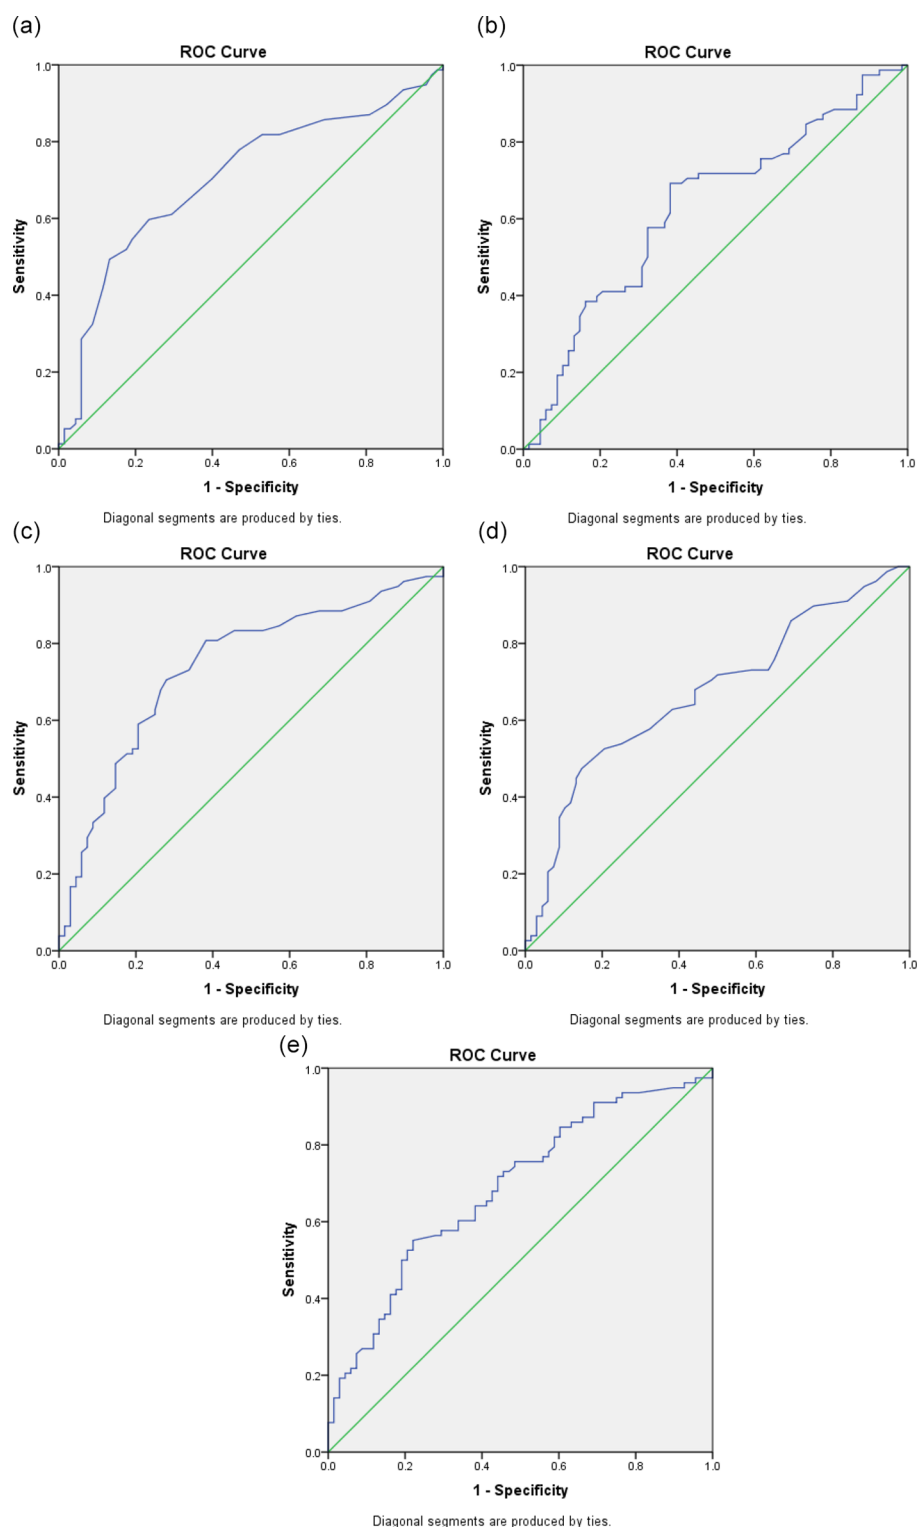 (a)
ROC Curve
1.0
0.8
0.6
0.4
0.2
0.0
Sensitivity
0.0 0.2 0.4 0.6 0.8 1.0
1 - Specificity
Diagonal segments are produced by ties.
(b)
ROC Curve
1.0
0.8
0.6
0.4
0.2
0.0
Sensitivity
0.0 0.2 0.4 0.6 0.8 1.0
1 - Specificity
Diagonal segments are produced by ties.
(c)
ROC Curve
1.0
0.8
0.6
0.4
0.2
0.0
Sensitivity
0.0 0.2 0.4 0.6 0.8 1.0
1 - Specificity
Diagonal segments are produced by ties.
(d)
ROC Curve
1.0
0.8
0.6
0.4
0.2
0.0
Sensitivity
0.0 0.2 0.4 0.6 0.8 1.0
1 - Specificity
Diagonal segments are produced by ties.
(e)
ROC Curve
1.0
0.8
0.6
0.4
0.2
0.0
Sensitivity
0.0 0.2 0.4 0.6 0.8 1.0
1 - Specificity
Diagonal segments are produced by ties.